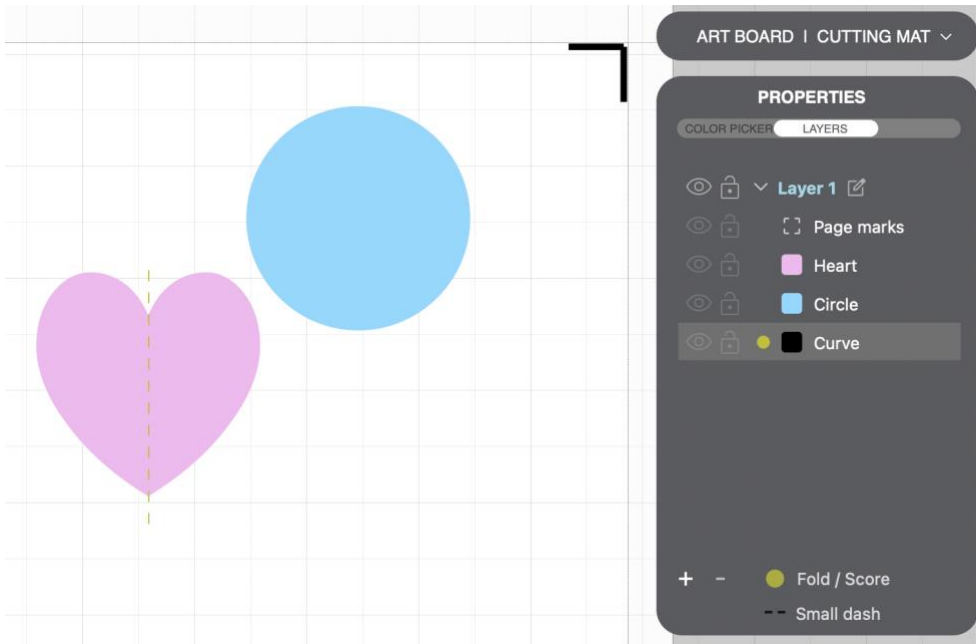 ART BOARD I CUTTING MAT
PROPERTIES
COLOR PICKER LAYERS
Layer 1
Page marks
Heart
Circle
Curve
+ - Fold / Score
Small dash